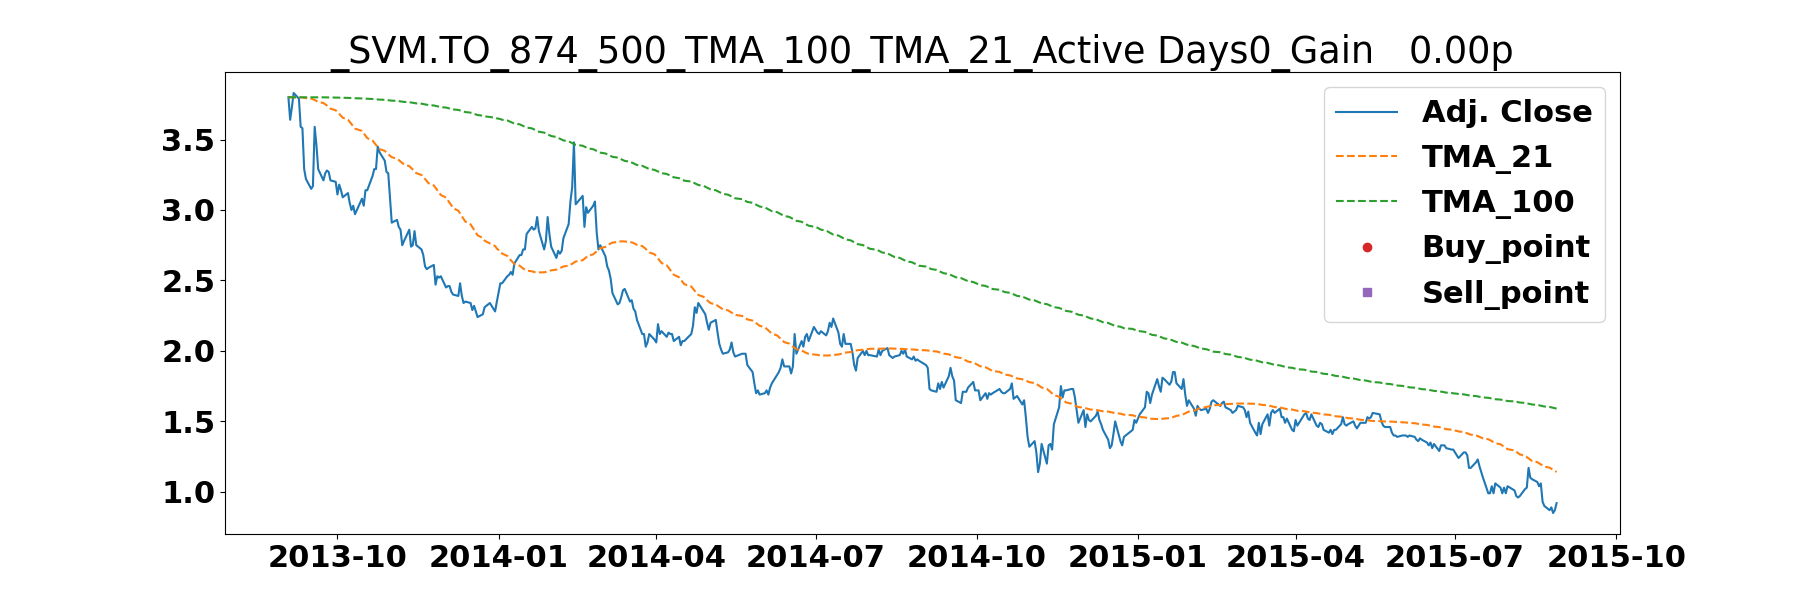 _SVM.TO_874_500_TMA_100_TMA_21_Active Days0_Gain   0.00p
Adj. Close
TMA_21
TMA_100
Buy_point
Sell_point
3.5
3.0
2.5
2.0
1.5
1.0
2013-10 2014-01 2014-04 2014-07 2014-10 2015-01 2015-04 2015-07 2015-10